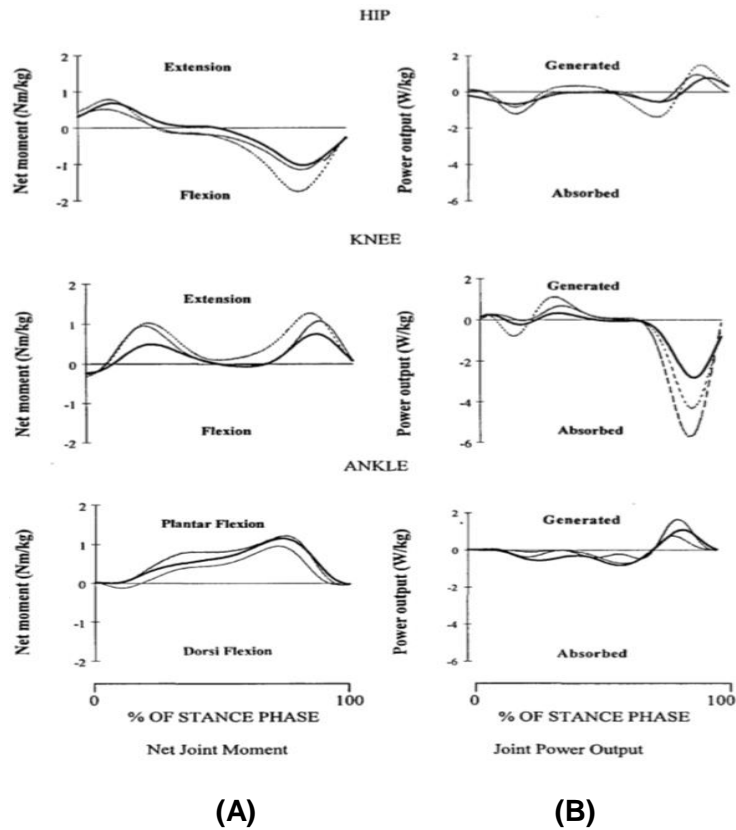 HIP
Net moment (Nm/kg)
2
1
0
-1
-2
Extension
Flexion
Power output (W/kg)
2
0
-2
-4
-6
Generated
Absorbed
KNEE
Net moment (Nm/kg)
2
1
0
-1
-2
Extension
Flexion
Power output (W/kg)
2
0
-2
-4
-6
Generated
Absorbed
ANKLE
Net moment (Nm/kg)
2
1
0
-1
-2
Plantar Flexion
Dorsi Flexion
Power output (W/kg)
2
0
-2
-4
-6
Generated
Absorbed
0 100
% OF STANCE PHASE
Net Joint Moment
0 100
% OF STANCE PHASE
Joint Power Output
(A) (B)